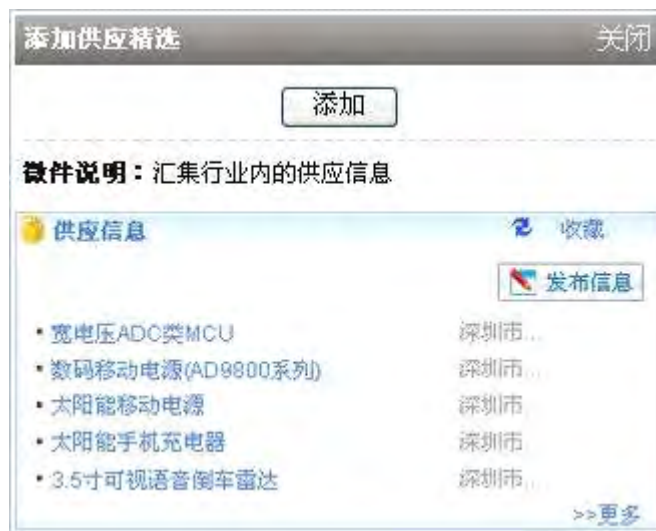 添加供应精选 关闭
添加
微件说明：汇集行业内的供应信息
供应信息 收藏
发布信息
宽电压ADC类MCU 深圳市...
数码移动电源(AD9800系列) 深圳市...
太阳能移动电源 深圳市
太阳能手机充电器 深圳市
3.5寸可视语音倒车雷达 深圳市...
>>更多